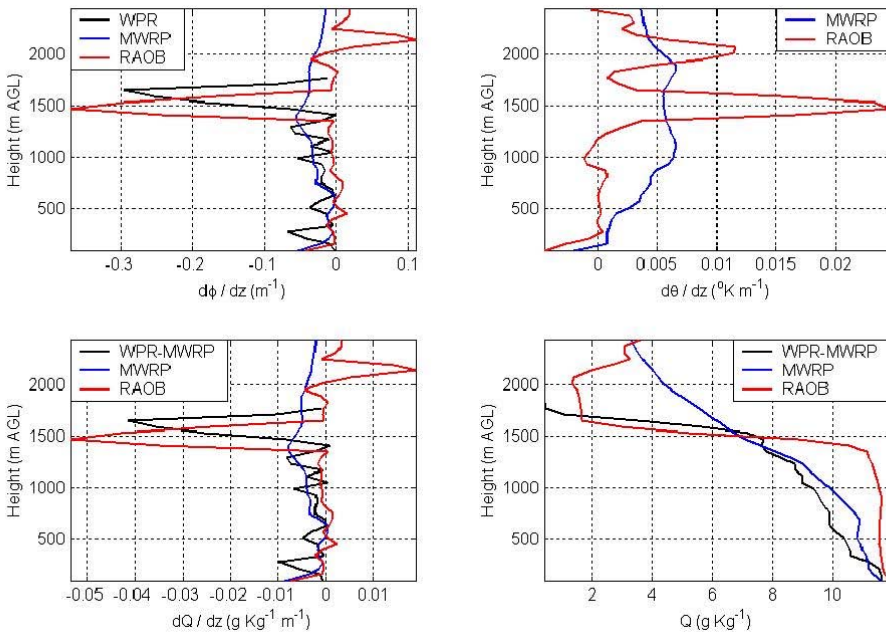 WPR
MWRP
RAOB
2000
1500
1000
500
Height (m AGL)
-0.3
-0.2
-0.1
0
0.1
dϕ / dz (m⁻¹)
MWRP
RAOB
2000
1500
1000
500
Height (m AGL)
0
0.005
0.01
0.015
0.02
dθ / dz (ºK m⁻¹)
WPR-MWRP
MWRP
RAOB
2000
1500
1000
500
Height (m AGL)
-0.05
-0.04
-0.03
-0.02
-0.01
0
0.01
dQ / dz (g Kg⁻¹ m⁻¹)
WPR-MWRP
MWRP
RAOB
2000
1500
1000
500
Height (m AGL)
2
4
6
8
10
Q (g Kg⁻¹)